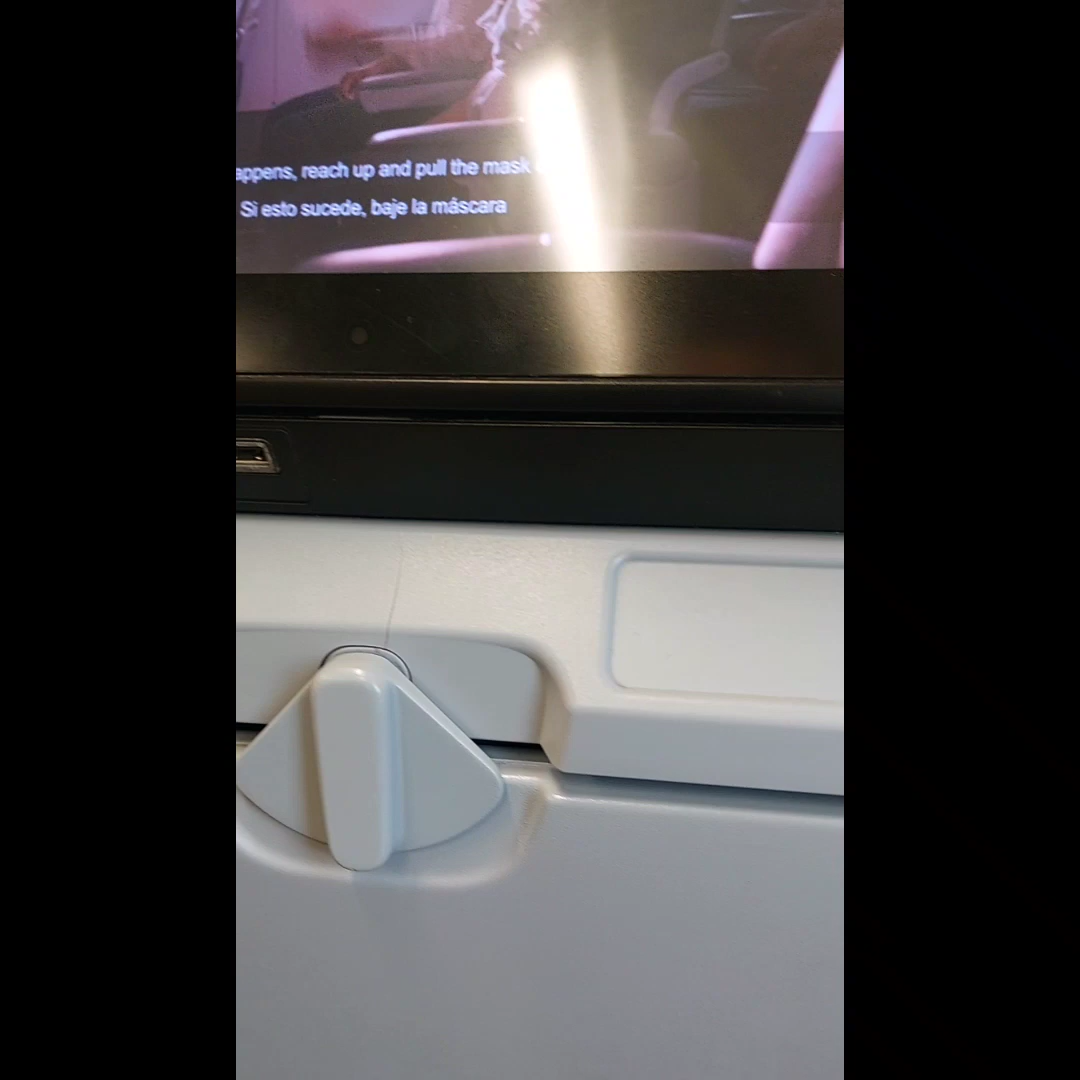 appens, reach up and pull the mask
Si esto sucede, baje la máscara